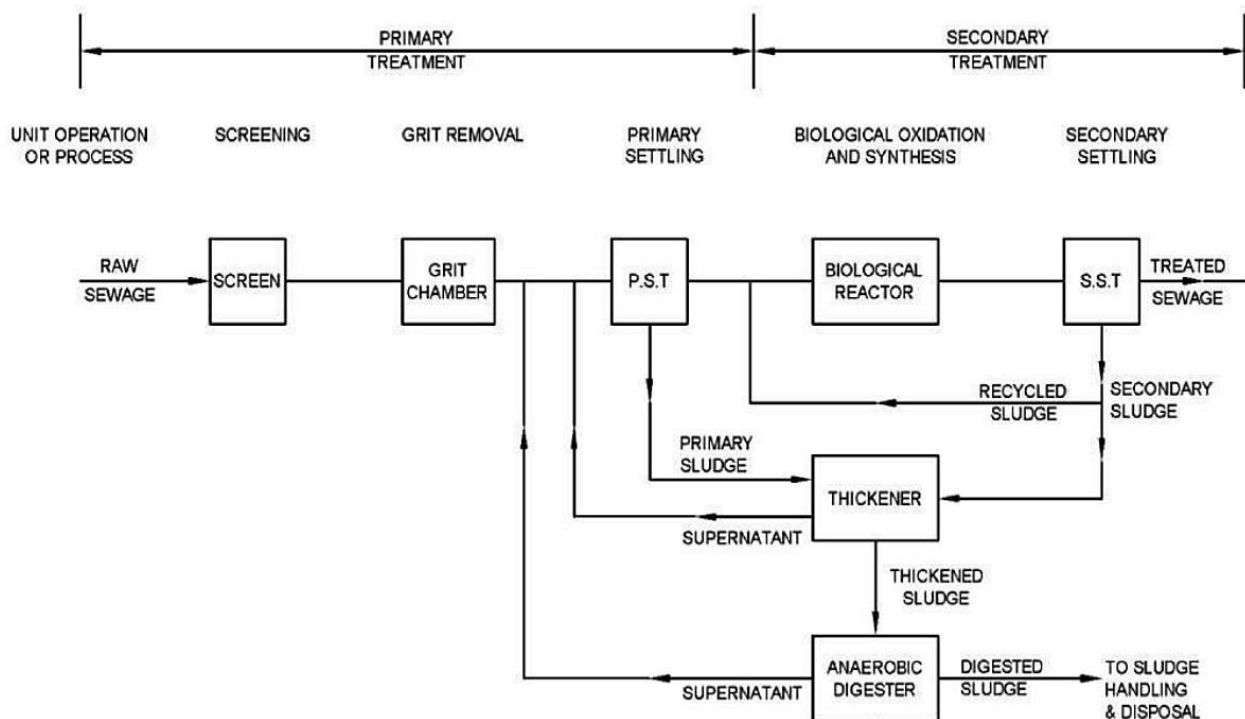 PRIMARY
TREATMENT
SECONDARY
TREATMENT
UNIT OPERATION
OR PROCESS
SCREENING
GRIT REMOVAL
PRIMARY
SETTLING
BIOLOGICAL OXIDATION
AND SYNTHESIS
SECONDARY
SETTLING
RAW
SEWAGE
SCREEN
GRIT
CHAMBER
P.S.T
BIOLOGICAL
REACTOR
S.S.T
TREATED
SEWAGE
RECYCLED
SLUDGE
SECONDARY
SLUDGE
PRIMARY
SLUDGE
THICKENER
SUPERNATANT
THICKENED
SLUDGE
ANAEROBIC
DIGESTER
SUPERNATANT
DIGESTED
SLUDGE
TO SLUDGE
HANDLING
& DISPOSAL